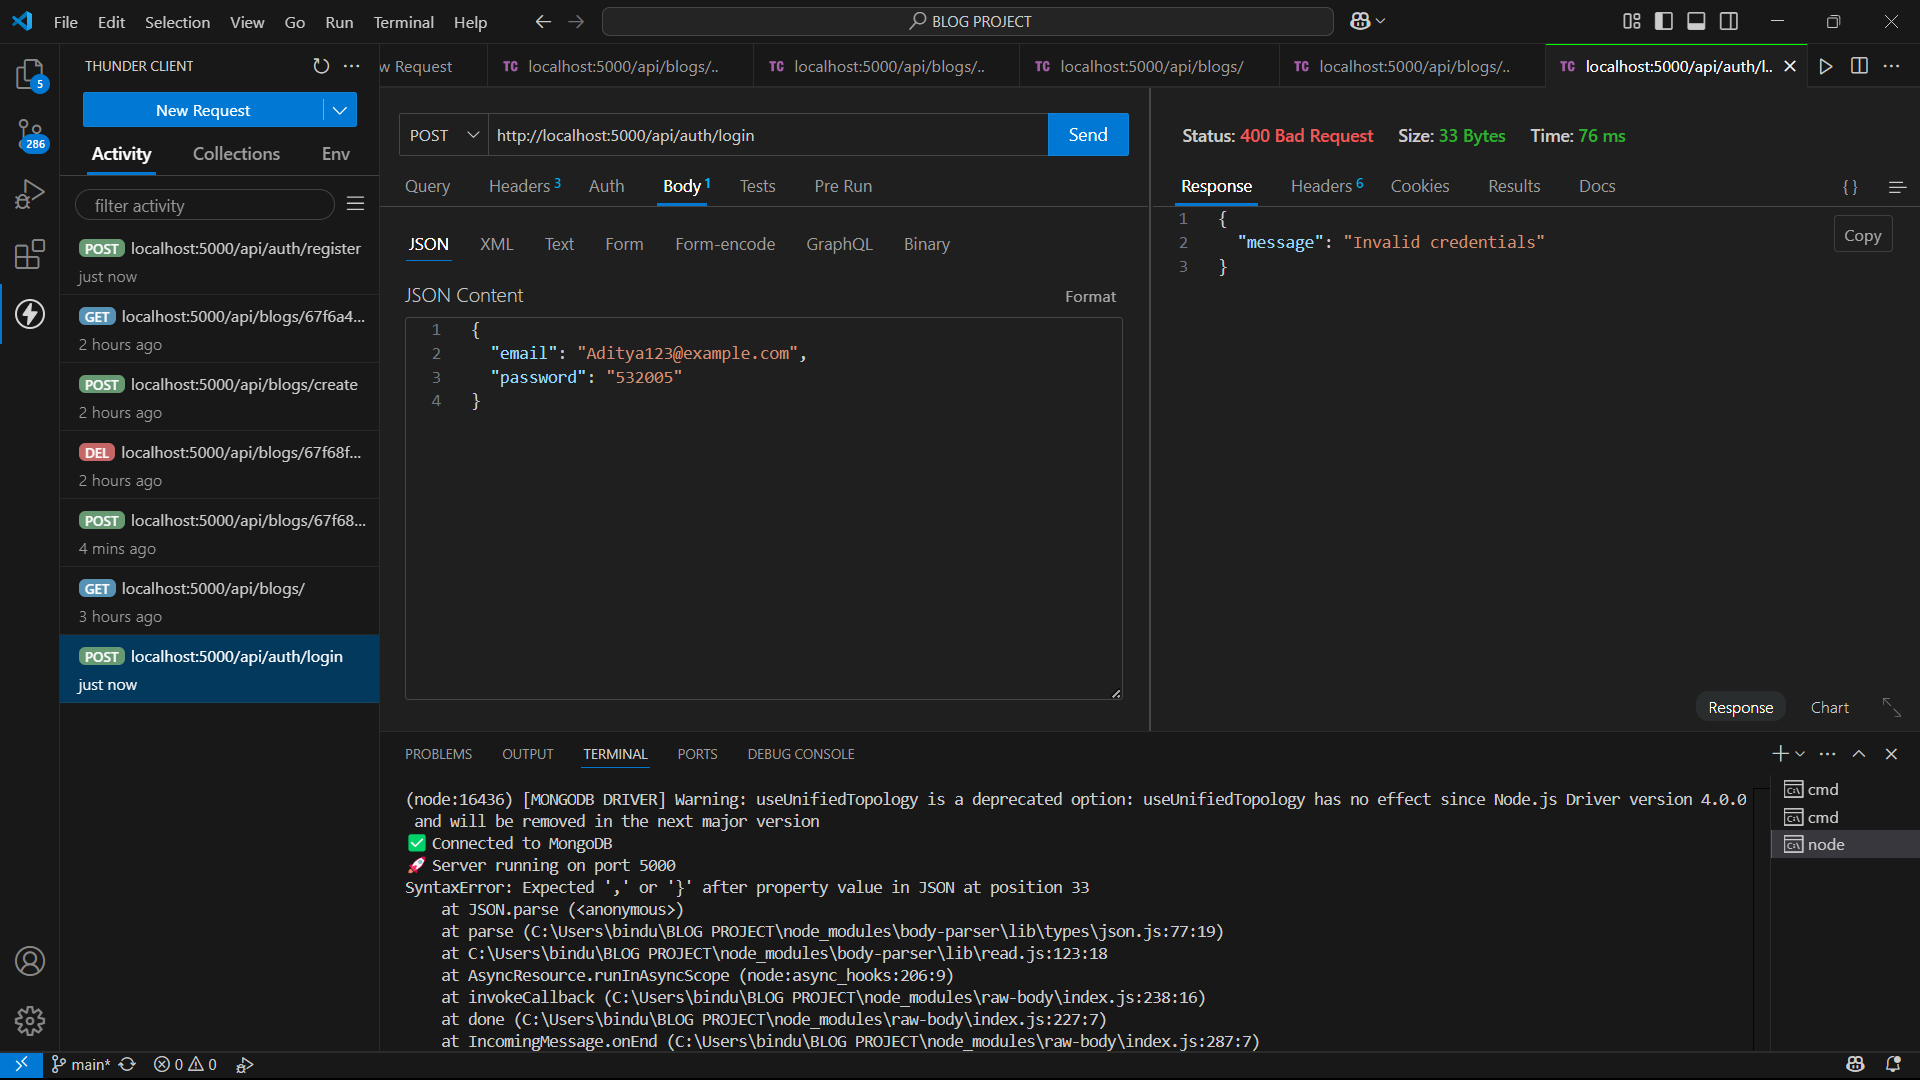 File Edit Selection View Go Run Terminal Help
BLOG PROJECT
5
286
THUNDER CLIENT
New Request
Activity Collections Env
filter activity
POST localhost:5000/api/auth/register
just now
GET localhost:5000/api/blogs/67f6a4...
2 hours ago
POST localhost:5000/api/blogs/create
2 hours ago
DEL localhost:5000/api/blogs/67f68f...
2 hours ago
POST localhost:5000/api/blogs/67f68...
4 mins ago
GET localhost:5000/api/blogs/
3 hours ago
POST localhost:5000/api/auth/login
just now
w Request
TC localhost:5000/api/blogs/..
TC localhost:5000/api/blogs/..
TC localhost:5000/api/blogs/
TC localhost:5000/api/blogs/..
TC localhost:5000/api/auth/l..
POST http://localhost:5000/api/auth/login Send
Query Headers 3 Auth Body 1 Tests Pre Run
JSON XML Text Form Form-encode GraphQL Binary
JSON Content Format
1 {
2 "email": "Aditya123@example.com",
3 "password": "532005"
4 }
Status: 400 Bad Request Size: 33 Bytes Time: 76 ms
Response Headers 6 Cookies Results Docs { }
1 {
2 "message": "Invalid credentials"
3 }
Copy
Response Chart
PROBLEMS OUTPUT TERMINAL PORTS DEBUG CONSOLE
(node:16436) [MONGODB DRIVER] Warning: useUnifiedTopology is a deprecated option: useUnifiedTopology has no effect since Node.js Driver version 4.0.0
and will be removed in the next major version
✅ Connected to MongoDB
🚀 Server running on port 5000
SyntaxError: Expected ',' or '}' after property value in JSON at position 33
at JSON.parse (<anonymous>)
at parse (C:\Users\bindu\BLOG PROJECT\node_modules\body-parser\lib\types\json.js:77:19)
at C:\Users\bindu\BLOG PROJECT\node_modules\body-parser\lib\read.js:123:18
at AsyncResource.runInAsyncScope (node:async_hooks:206:9)
at invokeCallback (C:\Users\bindu\BLOG PROJECT\node_modules\raw-body\index.js:238:16)
at done (C:\Users\bindu\BLOG PROJECT\node_modules\raw-body\index.js:227:7)
at IncomingMessage.onEnd (C:\Users\bindu\BLOG PROJECT\node_modules\raw-body\index.js:287:7)
cmd
cmd
node
main* 0 0